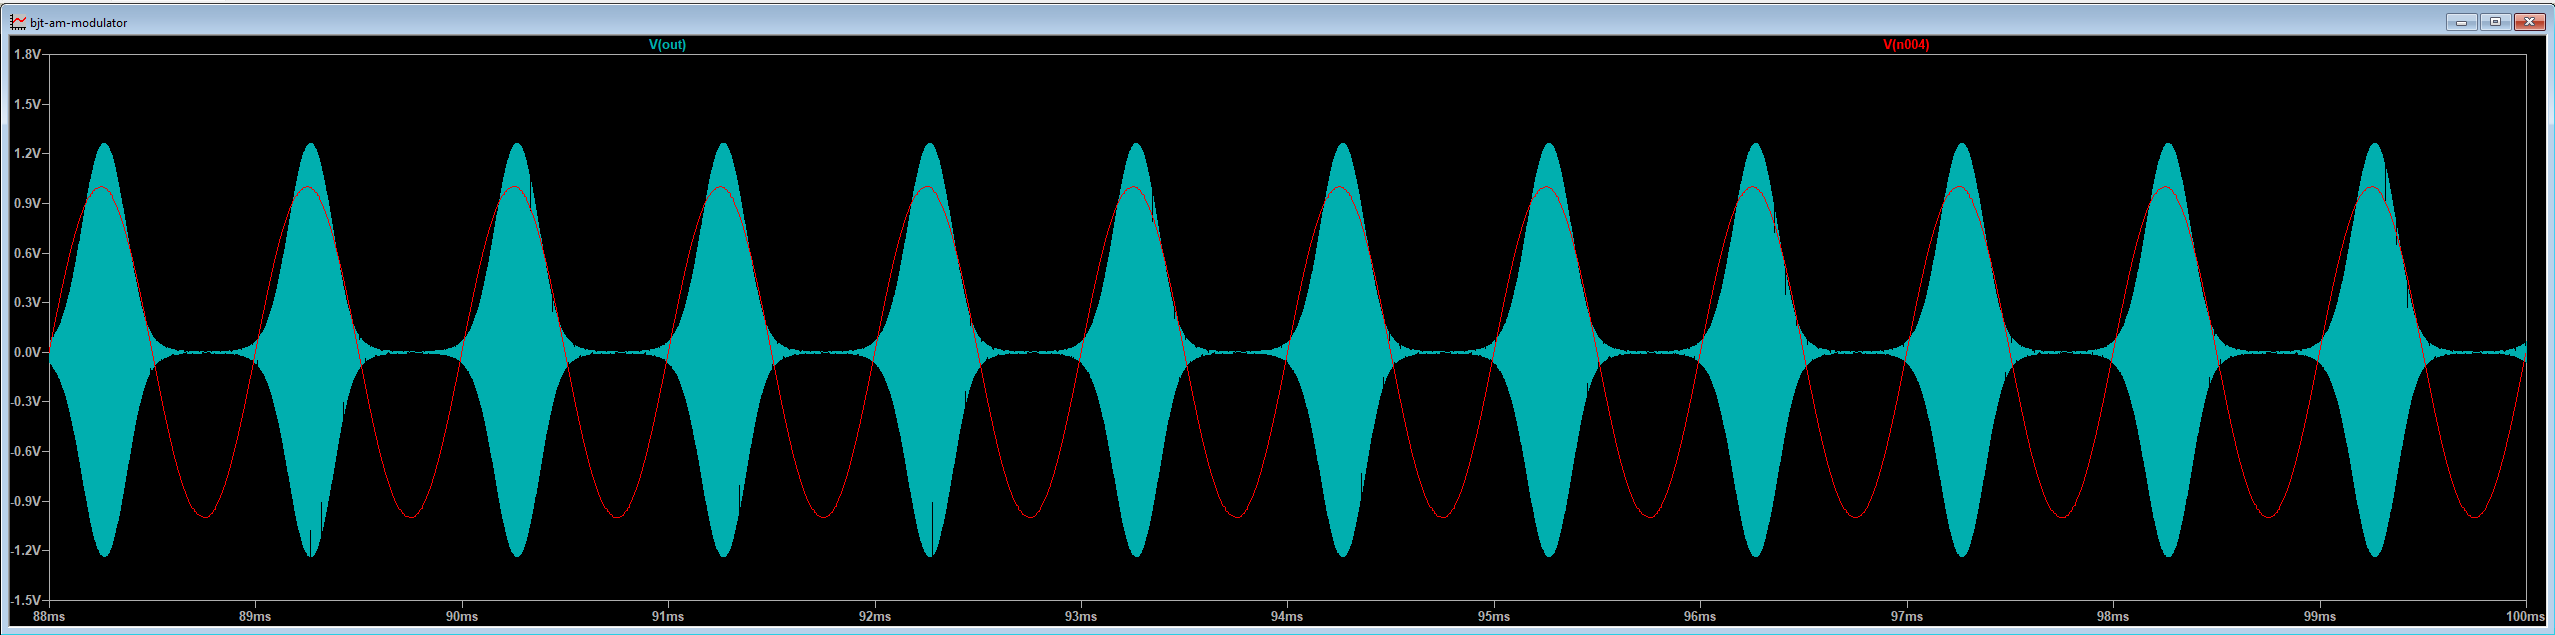 bjt-am-modulator
V(out) V(n004)
1.8V
1.5V
1.2V
0.9V
0.6V
0.3V
0.0V
-0.3V
-0.6V
-0.9V
-1.2V
-1.5V
88ms 89ms 90ms 91ms 92ms 93ms 94ms 95ms 96ms 97ms 98ms 99ms 100ms